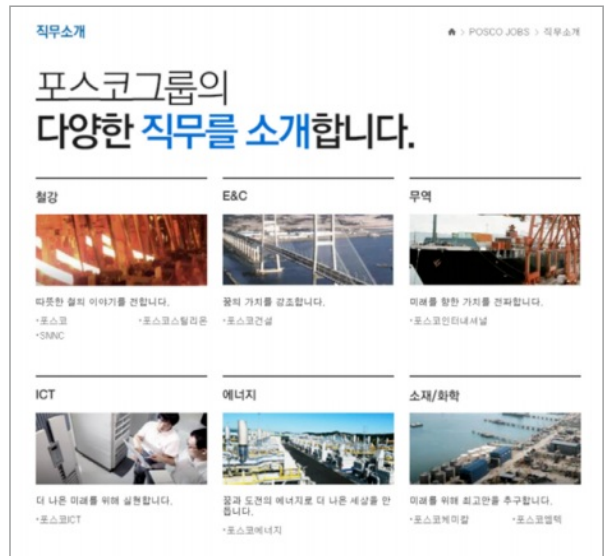 직무소개
> POSCO JOBS > 직무소개
포스코그룹의
다양한 직무를 소개합니다.
철강
E&C
무역
따뜻한 철의 이야기를 전합니다.
꿈의 가치를 강조합니다.
미래를 향한 가치를 전파합니다.
•포스코 •포스코스틸리온
•SNNC
•포스코건설
•포스코인터내셔널
ICT
에너지
소재/화학
더 나은 미래를 위해 실현합니다.
꿈과 도전의 에너지로 더 나은 세상을 만
듭니다.
미래를 위해 최고만을 추구합니다.
•포스코ICT
•포스코에너지
•포스코케미칼 •포스코엠텍